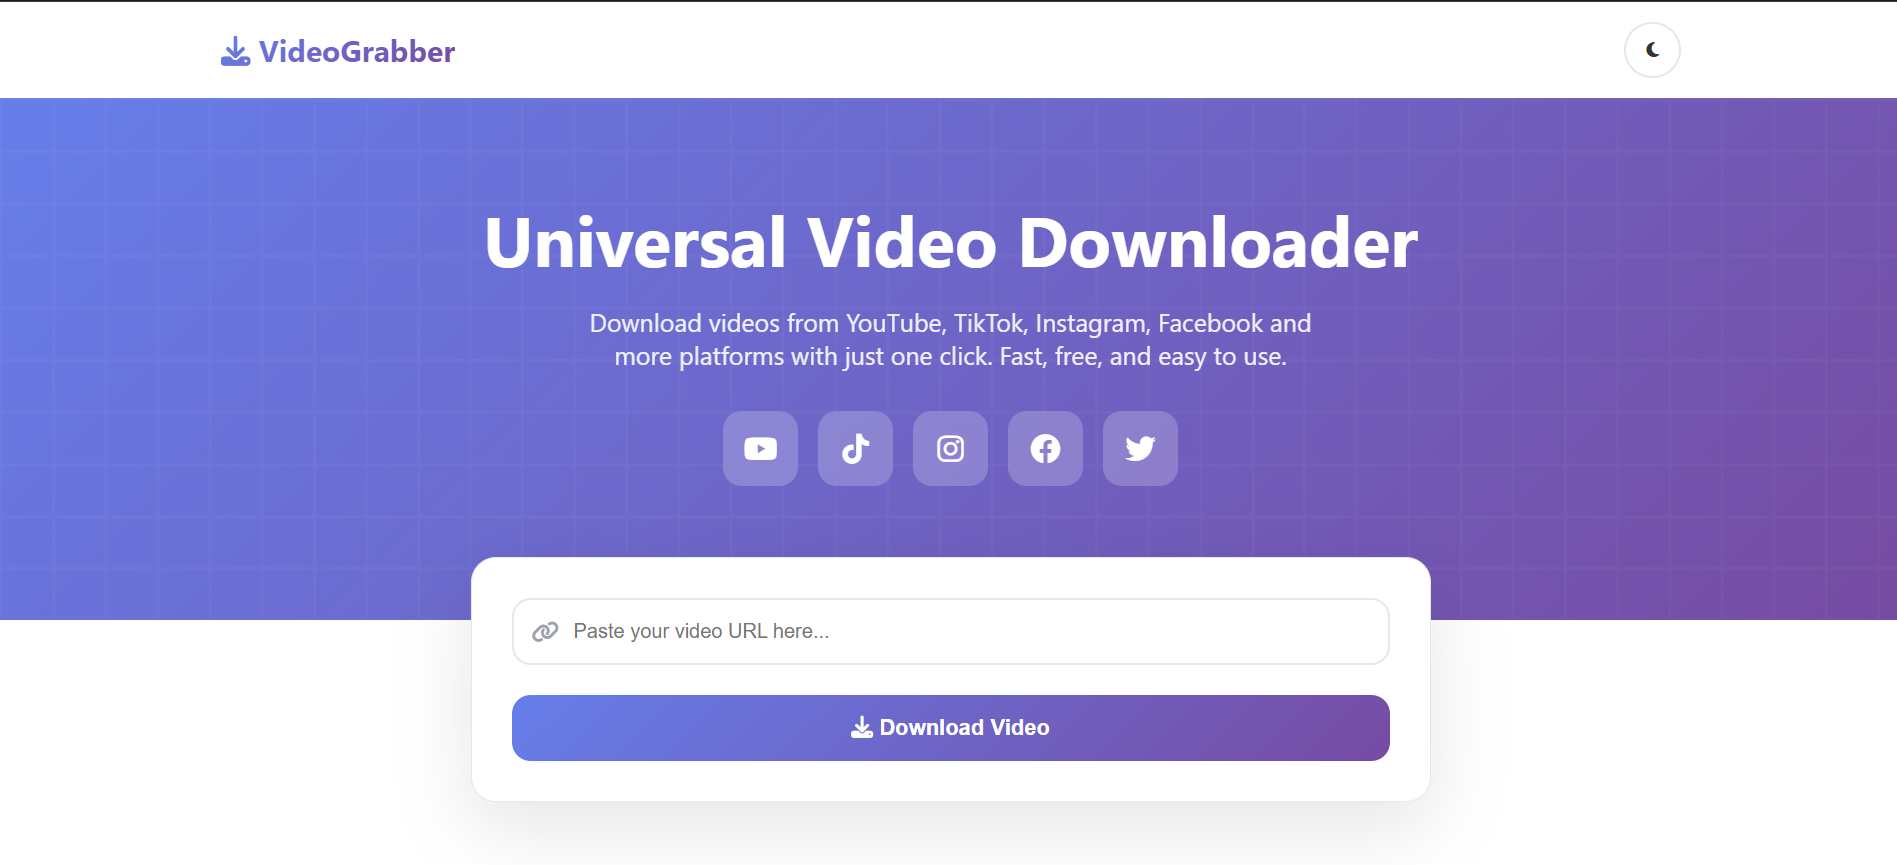 VideoGrabber
Universal Video Downloader
Download videos from YouTube, TikTok, Instagram, Facebook and
more platforms with just one click. Fast, free, and easy to use.
Paste your video URL here...
Download Video